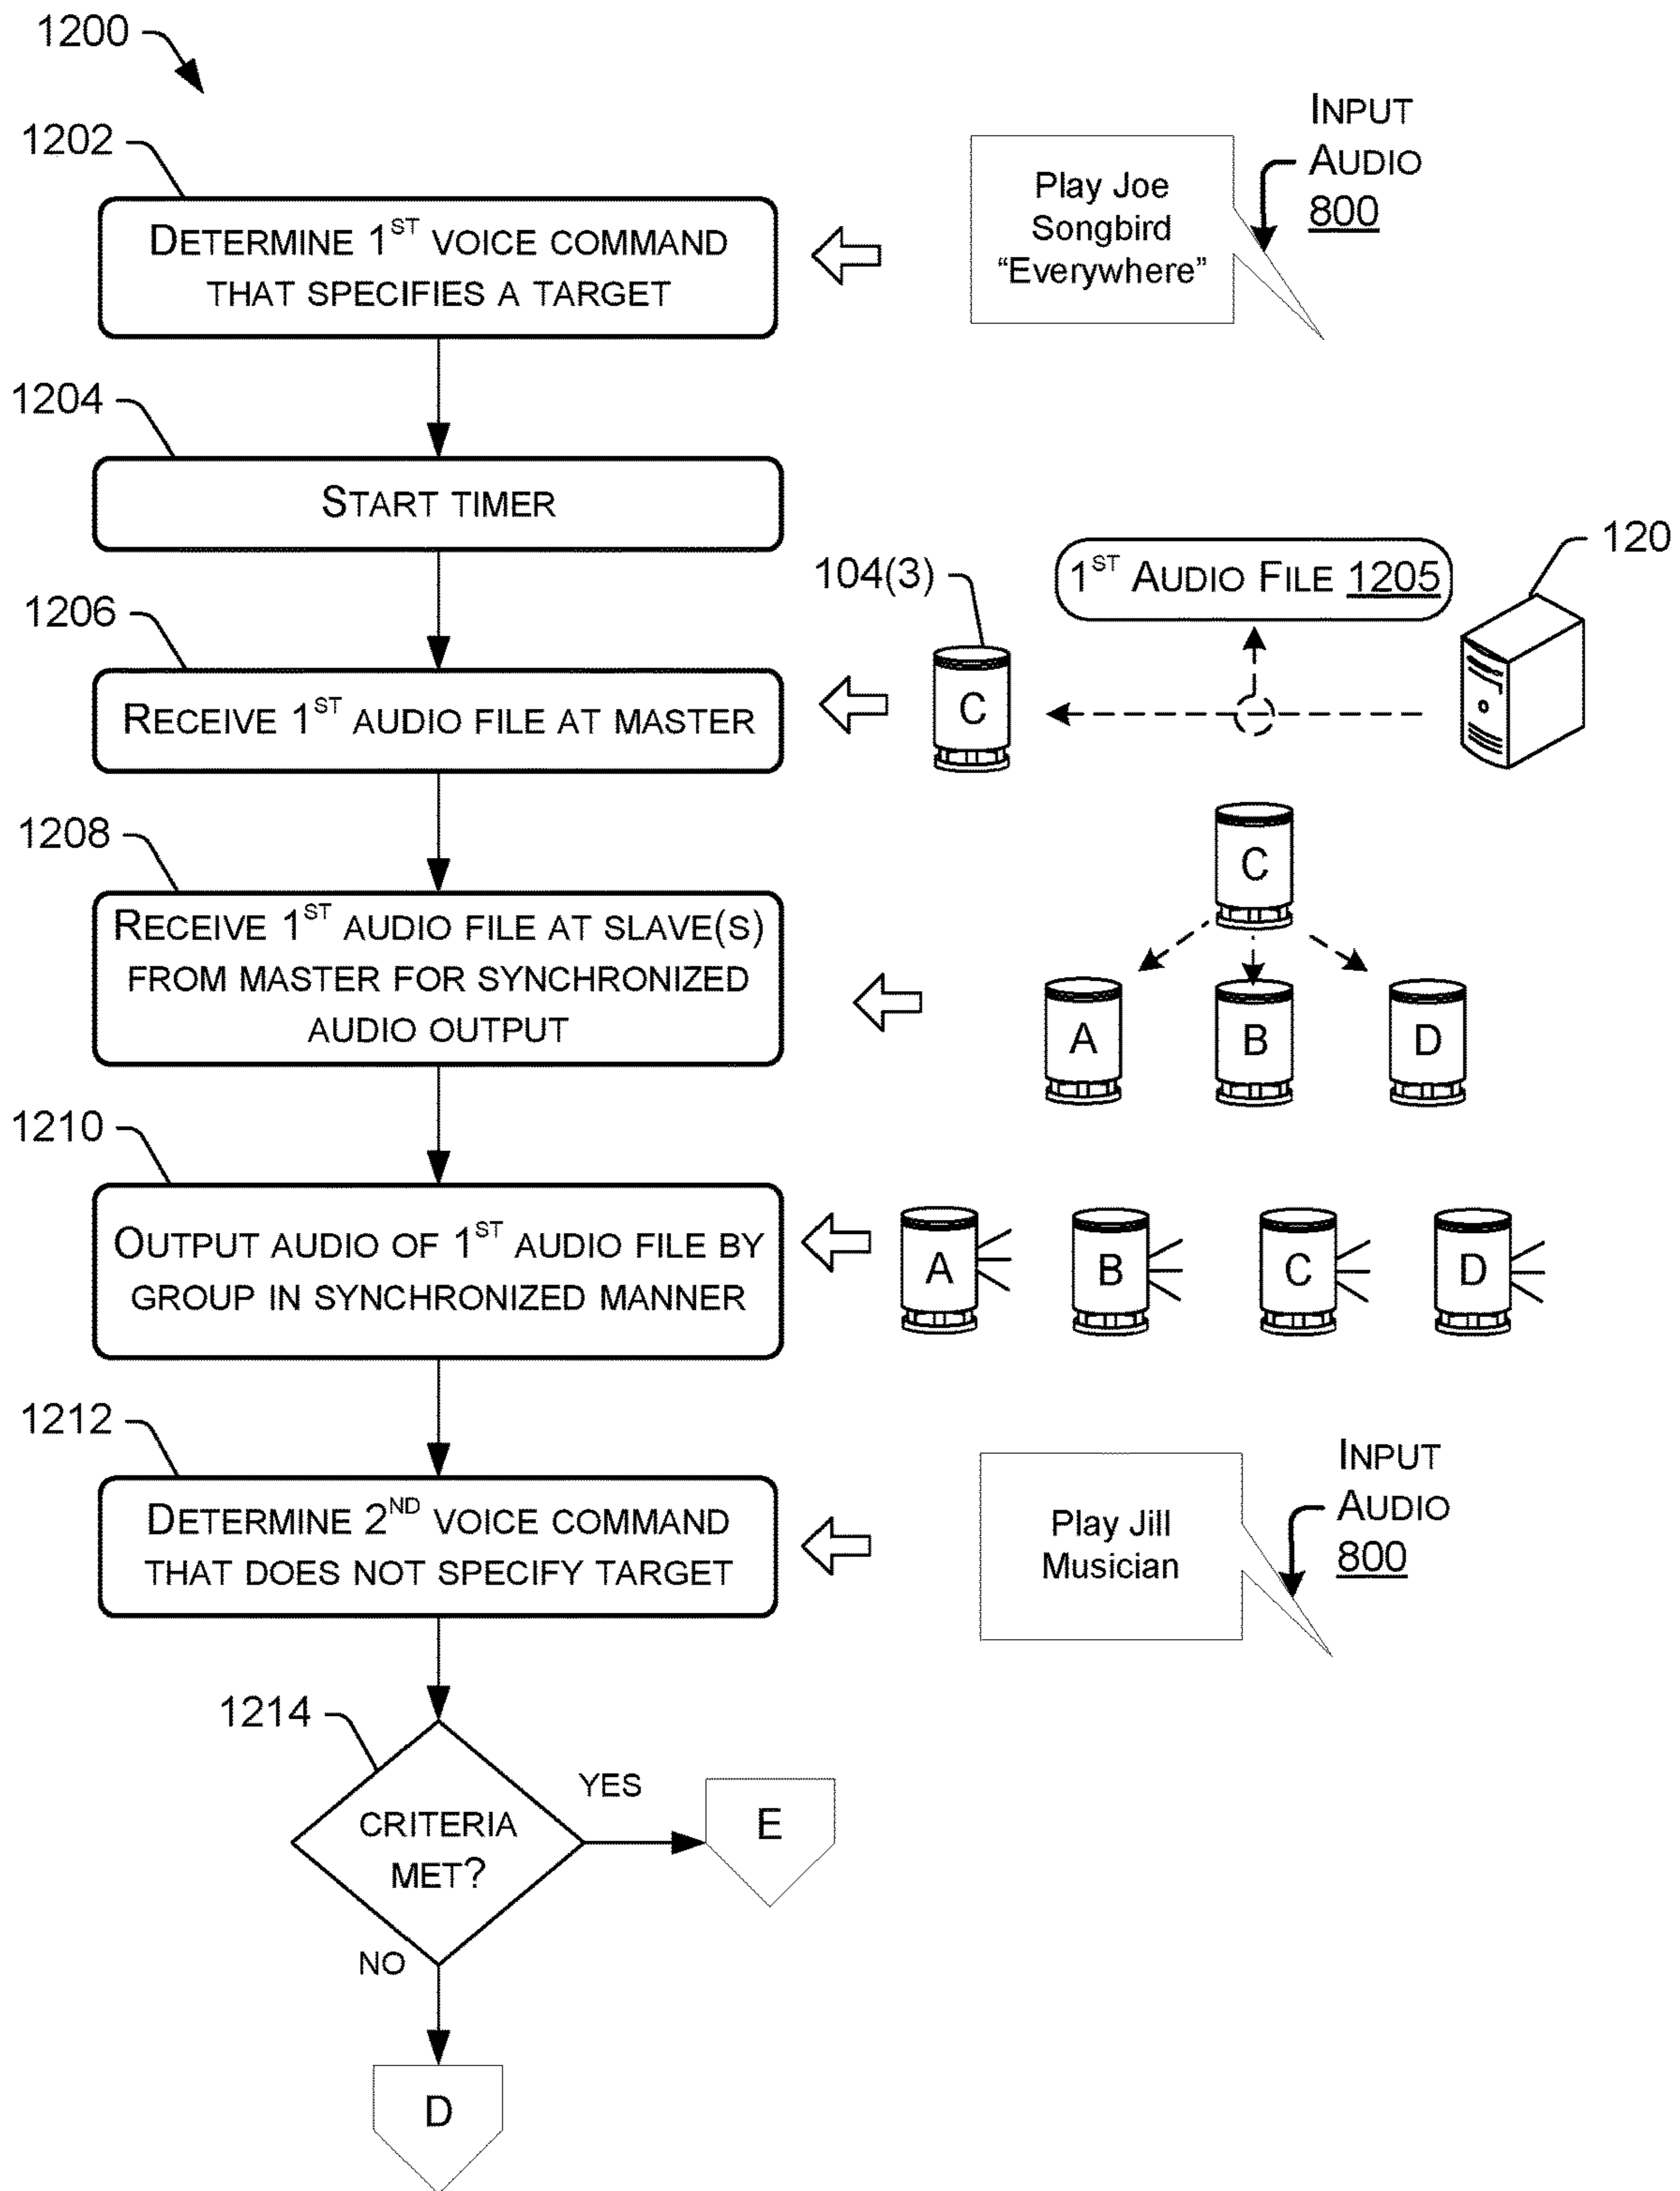 1200
1202
DETERMINE 1ST VOICE COMMAND
THAT SPECIFIES A TARGET
Play Joe
Songbird
“Everywhere”
INPUT
AUDIO
800
1204
START TIMER
1206
RECEIVE 1ST AUDIO FILE AT MASTER
104(3)
C
1ST AUDIO FILE 1205
120
1208
RECEIVE 1ST AUDIO FILE AT SLAVE(S)
FROM MASTER FOR SYNCHRONIZED
AUDIO OUTPUT
C
A B D
1210
OUTPUT AUDIO OF 1ST AUDIO FILE BY
GROUP IN SYNCHRONIZED MANNER
A B C D
1212
DETERMINE 2ND VOICE COMMAND
THAT DOES NOT SPECIFY TARGET
Play Jill
Musician
INPUT
AUDIO
800
1214
CRITERIA
MET?
YES
E
NO
D